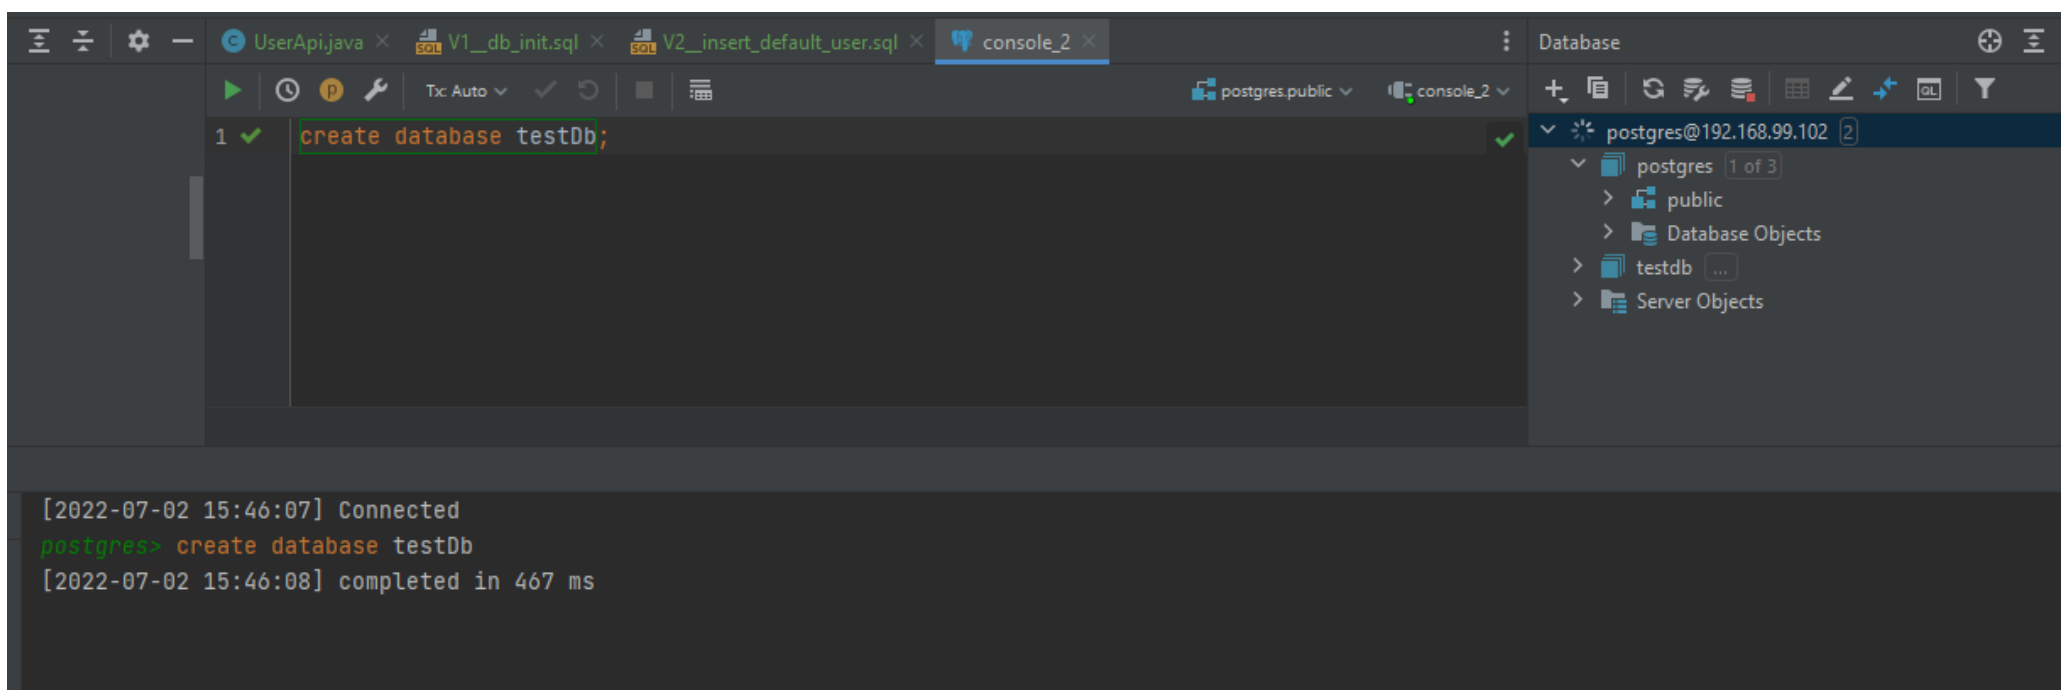 UserApi.java V1__db_init.sql V2__insert_default_user.sql console_2 Database
Tx: Auto postgres.public console_2
1 create database testDb;
postgres@192.168.99.102 2
postgres 1 of 3
public
Database Objects
testdb ...
Server Objects
[2022-07-02 15:46:07] Connected
postgres> create database testDb
[2022-07-02 15:46:08] completed in 467 ms